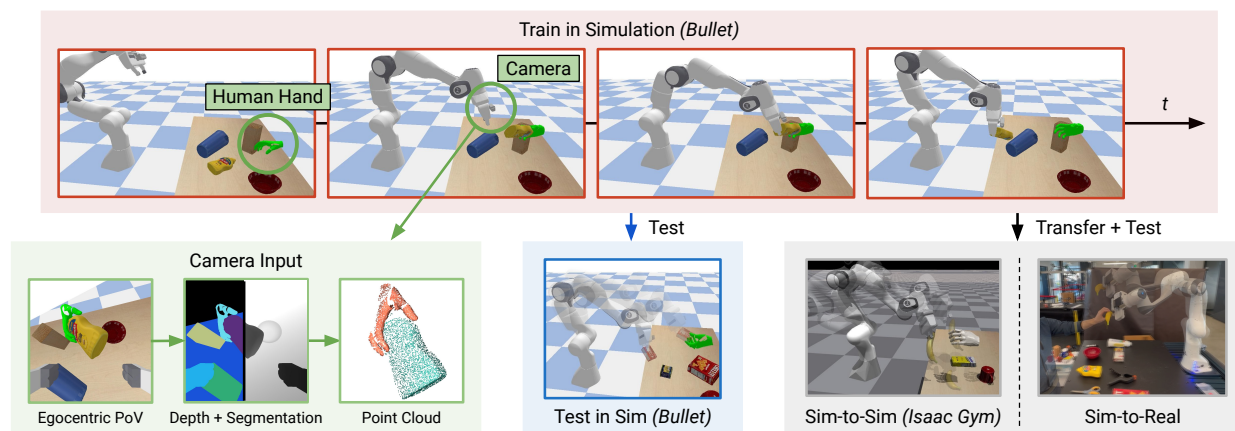 Train in Simulation (Bullet)
Human Hand
Camera
t
Test
Transfer + Test
Camera Input
Egocentric PoV
Depth + Segmentation
Point Cloud
Test in Sim (Bullet)
Sim-to-Sim (Isaac Gym)
Sim-to-Real